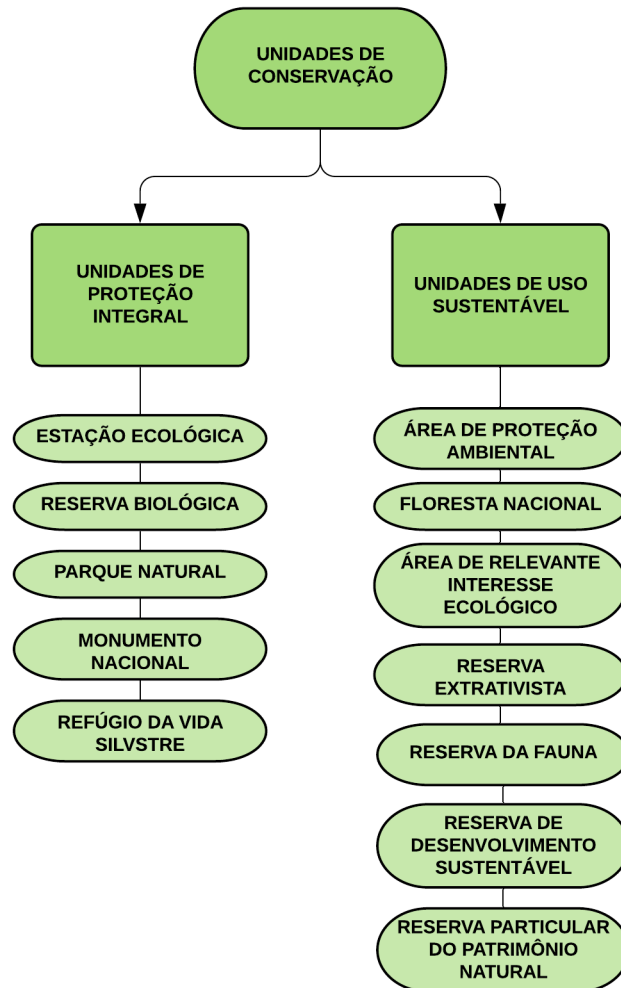 UNIDADES DE
CONSERVAÇÃO
UNIDADES DE
PROTEÇÃO
INTEGRAL
ESTAÇÃO ECOLÓGICA
RESERVA BIOLÓGICA
PARQUE NATURAL
MONUMENTO
NACIONAL
REFÚGIO DA VIDA
SILVSTRE
UNIDADES DE USO
SUSTENTÁVEL
ÁREA DE PROTEÇÃO
AMBIENTAL
FLORESTA NACIONAL
ÁREA DE RELEVANTE
INTERESSE
ECOLÓGICO
RESERVA
EXTRATIVISTA
RESERVA DA FAUNA
RESERVA DE
DESENVOLVIMENTO
SUSTENTÁVEL
RESERVA PARTICULAR
DO PATRIMÔNIO
NATURAL